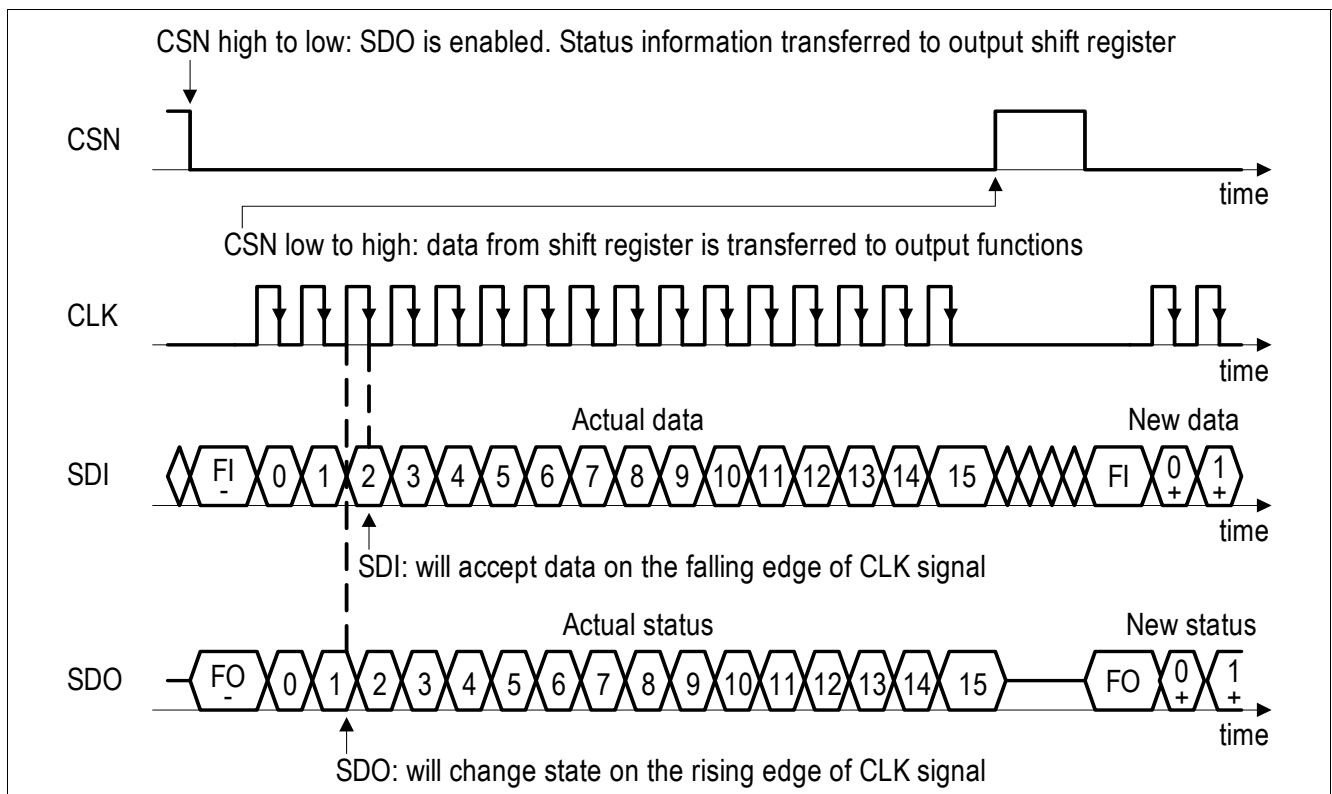 CSN high to low: SDO is enabled. Status information transferred to output shift register
CSN
time
CSN low to high: data from shift register is transferred to output functions
CLK
time
Actual data
New data
SDI
FI - 0 1 2 3 4 5 6 7 8 9 10 11 12 13 14 15 FI 0 + 1 +
time
SDI: will accept data on the falling edge of CLK signal
Actual status
New status
SDO
FO - 0 1 2 3 4 5 6 7 8 9 10 11 12 13 14 15 FO 0 + 1 +
time
SDO: will change state on the rising edge of CLK signal